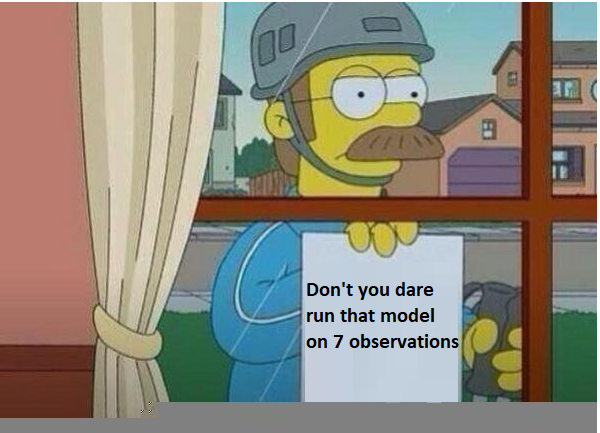 Don't you dare
run that model
on 7 observations